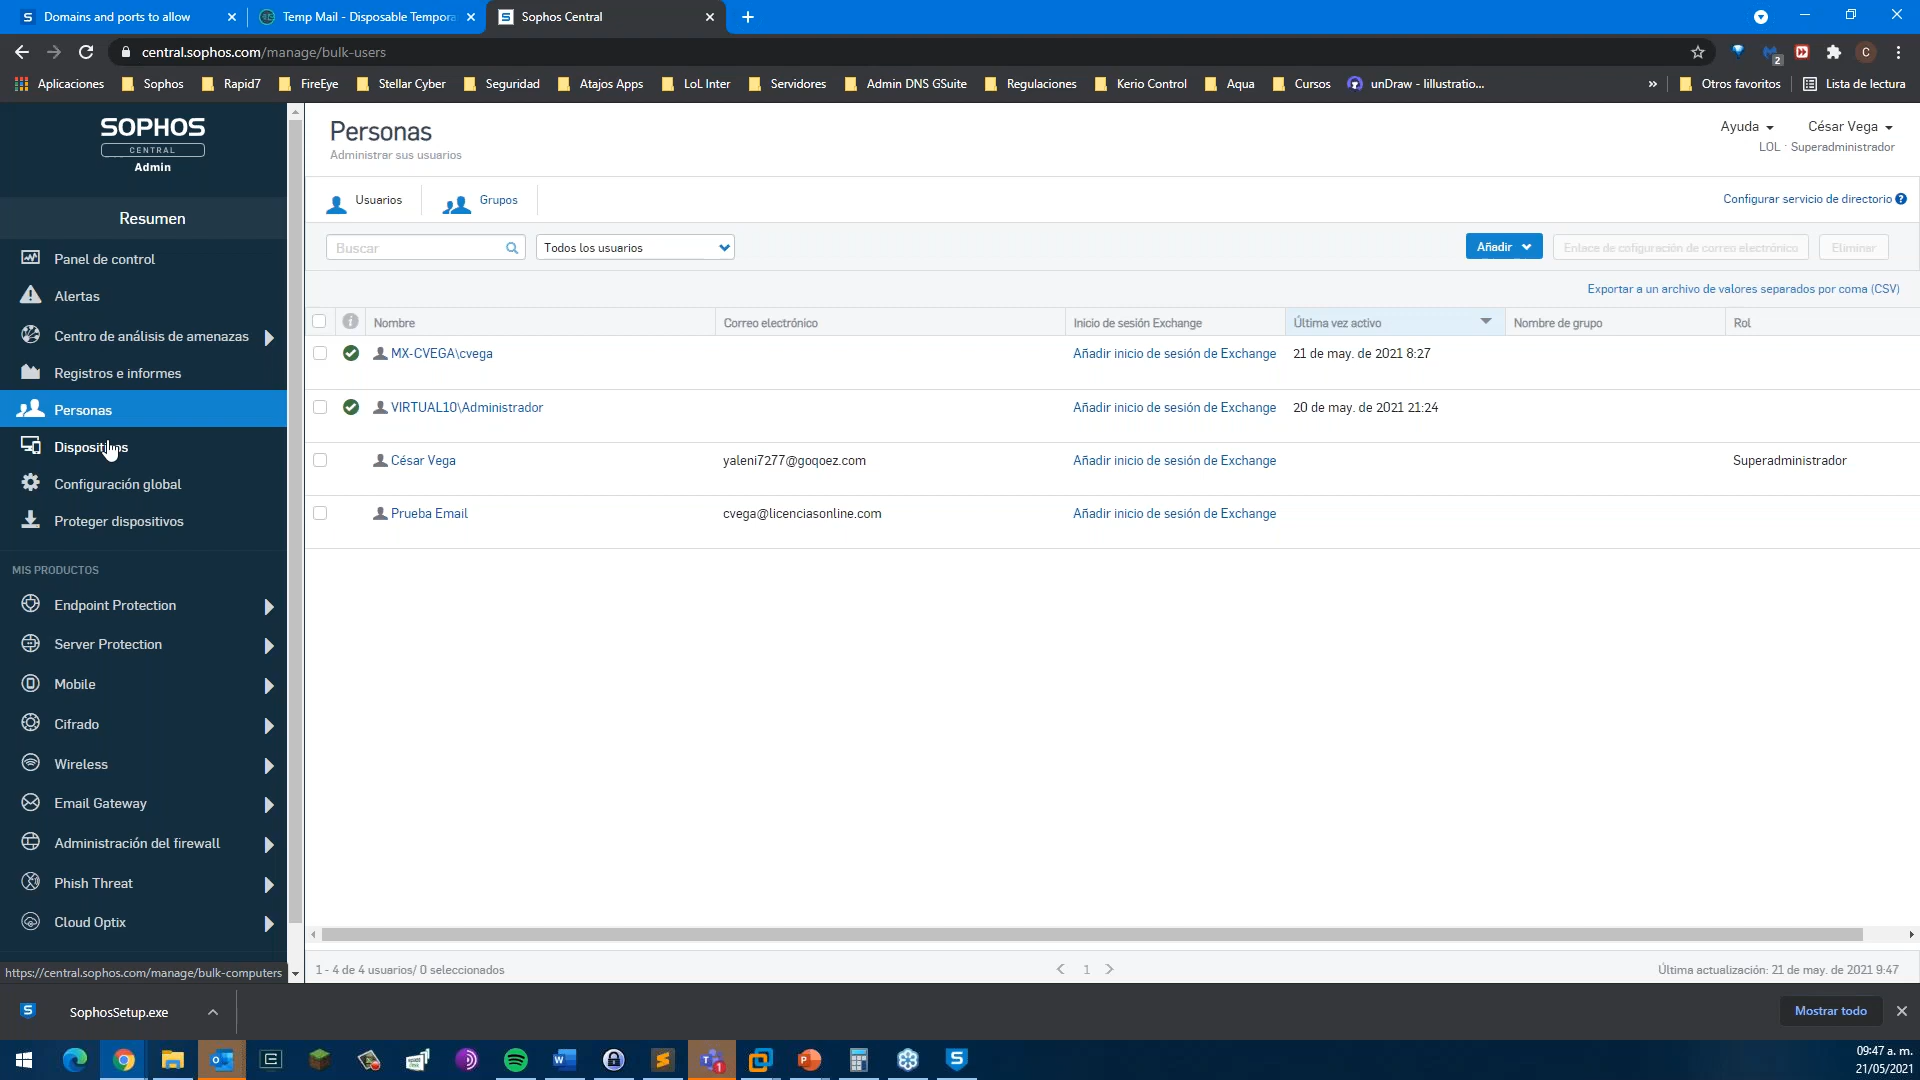 Domains and ports to allow
Temp Mail - Disposable Tempora
Sophos Central
central.sophos.com/manage/bulk-users
C
2
Aplicaciones
Sophos
Rapid7
FireEye
Stellar Cyber
Seguridad
Atajos Apps
LoL Inter
Servidores
Admin DNS GSuite
Regulaciones
Kerio Control
Aqua
Cursos
unDraw - Iillustratio...
»
Otros favoritos
Lista de lectura
SOPHOS
CENTRAL
Admin
Personas
Administrar sus usuarios
Ayuda
César Vega
LOL · Superadministrador
Resumen
Panel de control
Alertas
Centro de análisis de amenazas
Registros e informes
Personas
Dispositivos
Configuración global
Proteger dispositivos
MIS PRODUCTOS
Endpoint Protection
Server Protection
Mobile
Cifrado
Wireless
Email Gateway
Administración del firewall
Phish Threat
Cloud Optix
https://central.sophos.com/manage/bulk-computers
Usuarios
Grupos
Configurar servicio de directorio
Buscar
Todos los usuarios
Añadir
Enlace de cofiguración de correo electrónico
Eliminar
Exportar a un archivo de valores separados por coma (CSV)
Nombre
Correo electrónico
Inicio de sesión Exchange
Última vez activo
Nombre de grupo
Rol
MX-CVEGA\cvega
Añadir inicio de sesión de Exchange
21 de may. de 2021 8:27
VIRTUAL10\Administrador
Añadir inicio de sesión de Exchange
20 de may. de 2021 21:24
César Vega
yaleni7277@goqoez.com
Añadir inicio de sesión de Exchange
Superadministrador
Prueba Email
cvega@licenciasonline.com
Añadir inicio de sesión de Exchange
1 - 4 de 4 usuarios/ 0 seleccionados
1
Última actualización: 21 de may. de 2021 9:47
SophosSetup.exe
Mostrar todo
09:47 a. m.
21/05/2021